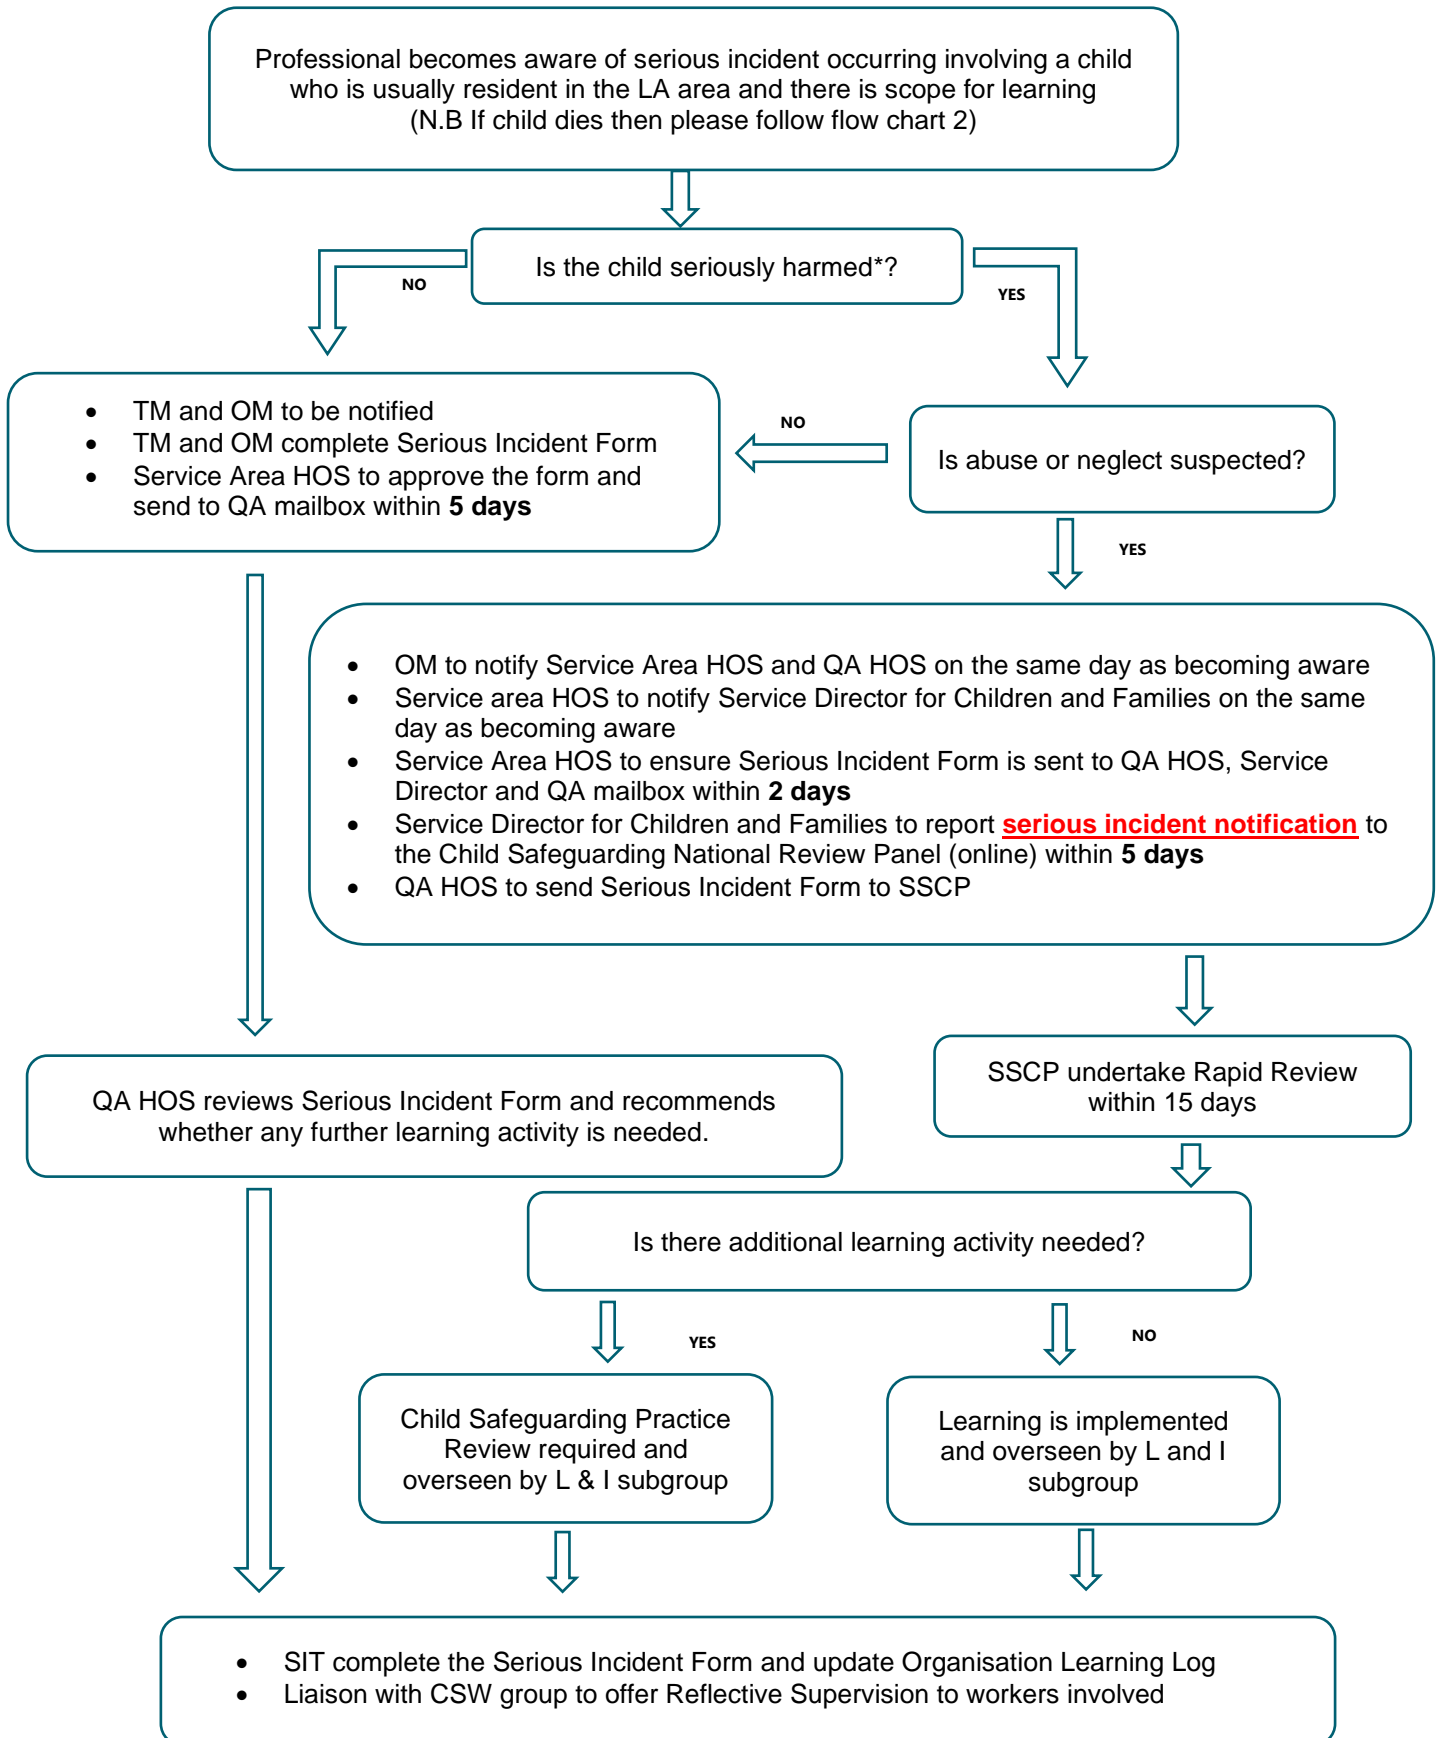 Professional becomes aware of serious incident occurring involving a child
who is usually resident in the LA area and there is scope for learning
(N.B If child dies then please follow flow chart 2)
Is the child seriously harmed*?
NO
YES
• TM and OM to be notified
• TM and OM complete Serious Incident Form
• Service Area HOS to approve the form and
send to QA mailbox within 5 days
NO
Is abuse or neglect suspected?
YES
• OM to notify Service Area HOS and QA HOS on the same day as becoming aware
• Service area HOS to notify Service Director for Children and Families on the same
day as becoming aware
• Service Area HOS to ensure Serious Incident Form is sent to QA HOS, Service
Director and QA mailbox within 2 days
• Service Director for Children and Families to report serious incident notification to
the Child Safeguarding National Review Panel (online) within 5 days
• QA HOS to send Serious Incident Form to SSCP
SSCP undertake Rapid Review
within 15 days
QA HOS reviews Serious Incident Form and recommends
whether any further learning activity is needed.
Is there additional learning activity needed?
YES
NO
Child Safeguarding Practice
Review required and
overseen by L & I subgroup
Learning is implemented
and overseen by L and I
subgroup
• SIT complete the Serious Incident Form and update Organisation Learning Log
• Liaison with CSW group to offer Reflective Supervision to workers involved